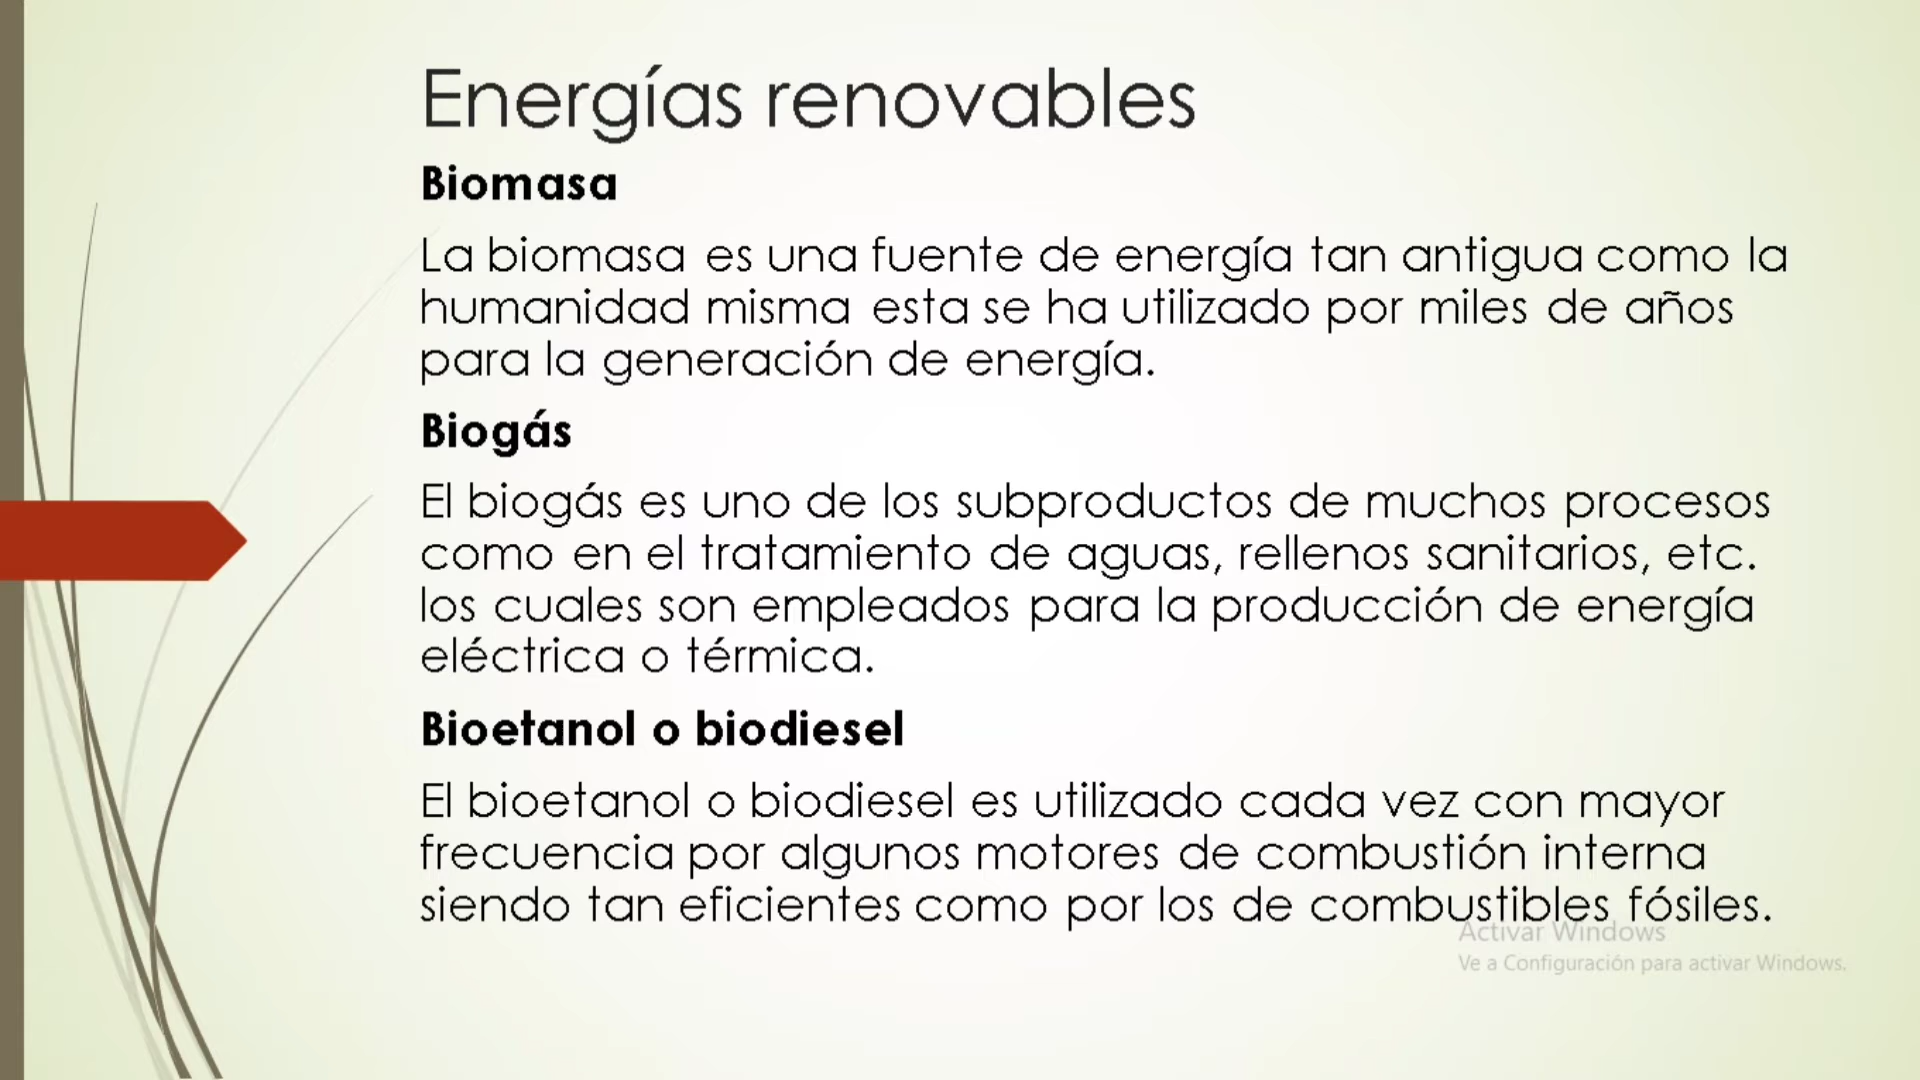 Energías renovables
Biomasa
La biomasa es una fuente de energía tan antigua como la
humanidad misma esta se ha utilizado por miles de años
para la generación de energía.
Biogás
El biogás es uno de los subproductos de muchos procesos
como en el tratamiento de aguas, rellenos sanitarios, etc.
los cuales son empleados para la producción de energía
eléctrica o térmica.
Bioetanol o biodiesel
El bioetanol o biodiesel es utilizado cada vez con mayor
frecuencia por algunos motores de combustión interna
siendo tan eficientes como por los de combustibles fósiles.
Activar Windows
Ve a Configuración para activar Windows.